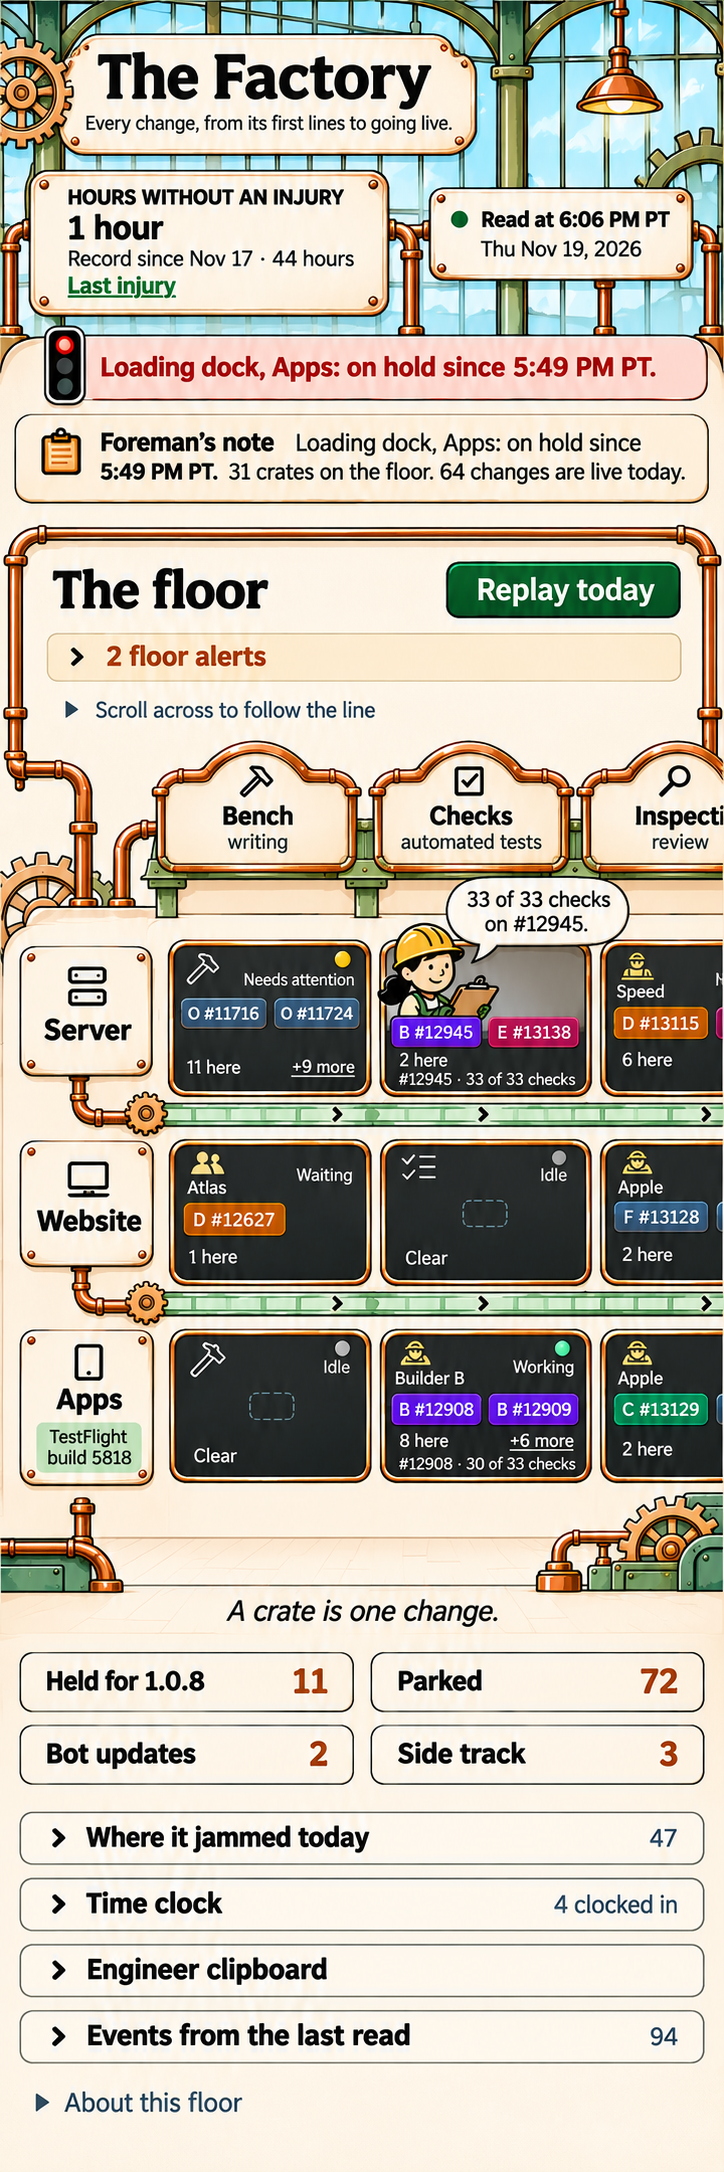 The Factory
Every change, from its first lines to going live.
HOURS WITHOUT AN INJURY
1 hour
Record since Nov 17 · 44 hours
Last injury
Read at 6:06 PM PT
Thu Nov 19, 2026
Loading dock, Apps: on hold since 5:49 PM PT.
Foreman's note Loading dock, Apps: on hold since
5:49 PM PT. 31 crates on the floor. 64 changes are live today.
The floor
Replay today
2 floor alerts
Scroll across to follow the line
Bench
writing
Checks
automated tests
Inspecti
review
33 of 33 checks
on #12945.
Server
Needs attention
O #11716 O #11724
11 here +9 more
B #12945 E #13138
2 here
#12945 · 33 of 33 checks
Speed
D #13115
6 here
Website
Atlas
Waiting
D #12627
1 here
Idle
Clear
Apple
F #13128
2 here
Apps
TestFlight
build 5818
Idle
Clear
Builder B
Working
B #12908 B #12909
8 here +6 more
#12908 · 30 of 33 checks
Apple
C #13129
2 here
A crate is one change.
Held for 1.0.8 11
Parked 72
Bot updates 2
Side track 3
Where it jammed today 47
Time clock 4 clocked in
Engineer clipboard
Events from the last read 94
About this floor